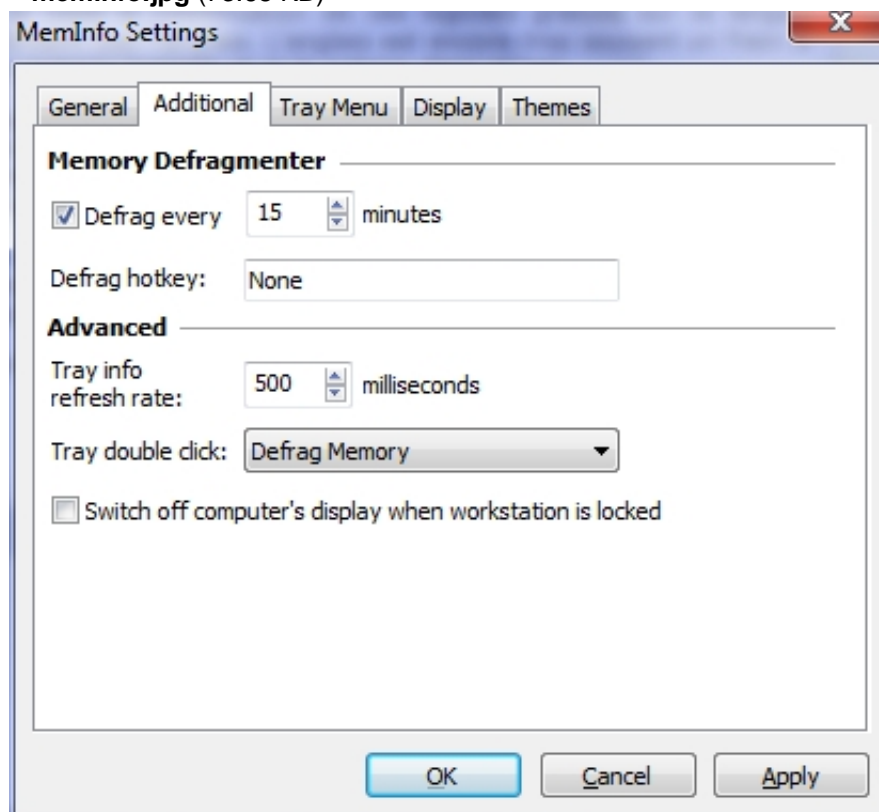 MemInfo Settings
General Additional Tray Menu Display Themes
Memory Defragmenter
Defrag every 15 minutes
Defrag hotkey: None
Advanced
Tray info
refresh rate: 500 milliseconds
Tray double click: Defrag Memory
Switch off computer's display when workstation is locked
OK Cancel Apply